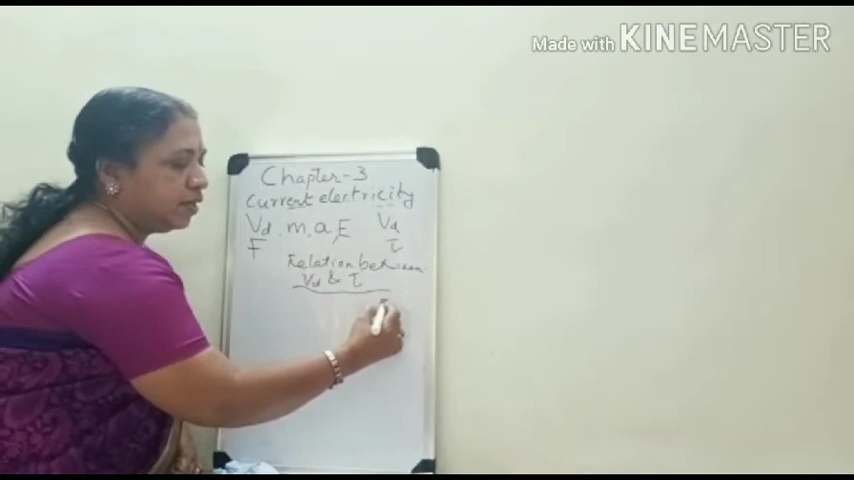 Made with KINEMASTER
Chapter-3
Current electricity
Vd, m, a, E Vd
F τ
Relation between
Vd & τ